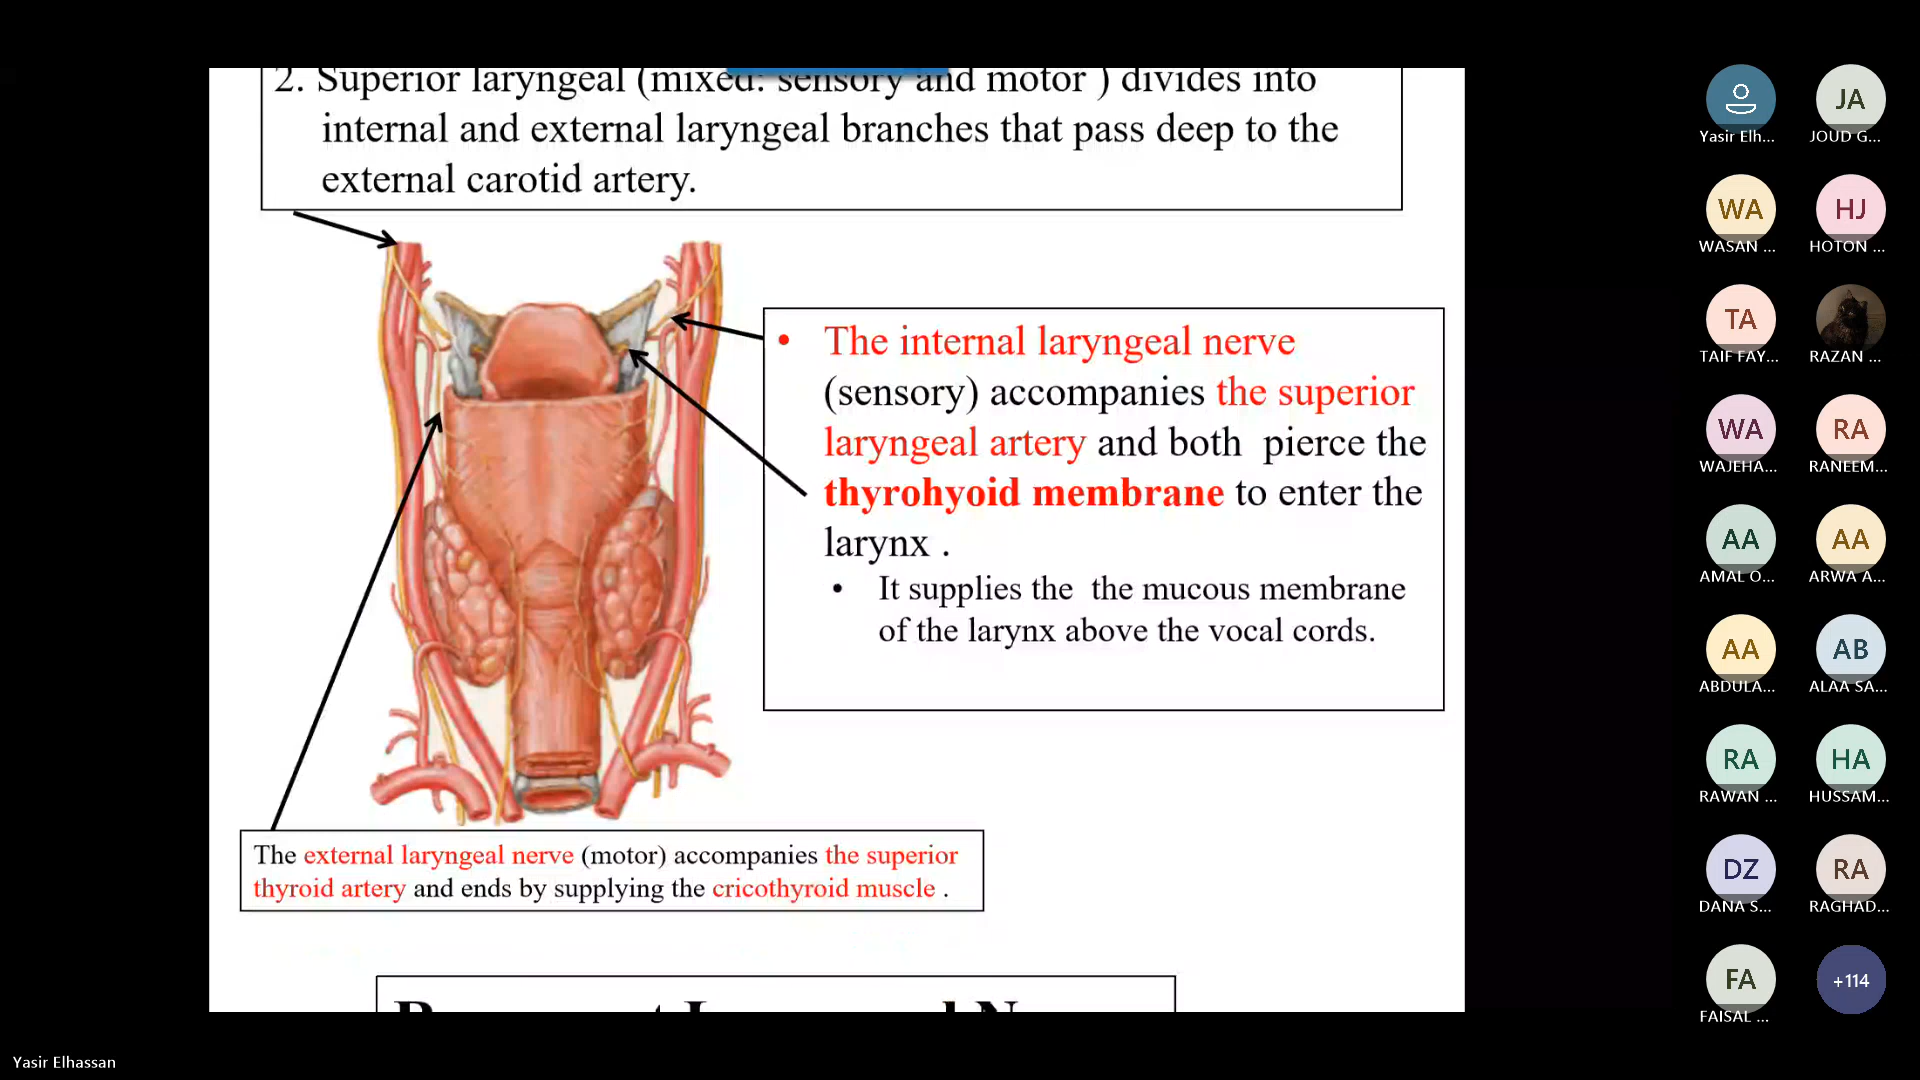 2. Superior laryngeal (mixed: sensory and motor ) divides into
internal and external laryngeal branches that pass deep to the
external carotid artery.
• The internal laryngeal nerve
(sensory) accompanies the superior
laryngeal artery and both pierce the
thyrohyoid membrane to enter the
larynx .
• It supplies the the mucous membrane
of the larynx above the vocal cords.
The external laryngeal nerve (motor) accompanies the superior
thyroid artery and ends by supplying the cricothyroid muscle .
Yasir Elh...
JA
JOUD G...
WA
WASAN ...
HJ
HOTON ...
TA
TAIF FAY...
RAZAN ...
WA
WAJEHA...
RA
RANEEM...
AA
AMAL O...
AA
ARWA A...
AA
ABDULA...
AB
ALAA SA...
RA
RAWAN ...
HA
HUSSAM...
DZ
DANA S...
RA
RAGHAD...
FA
FAISAL ...
+114
Yasir Elhassan